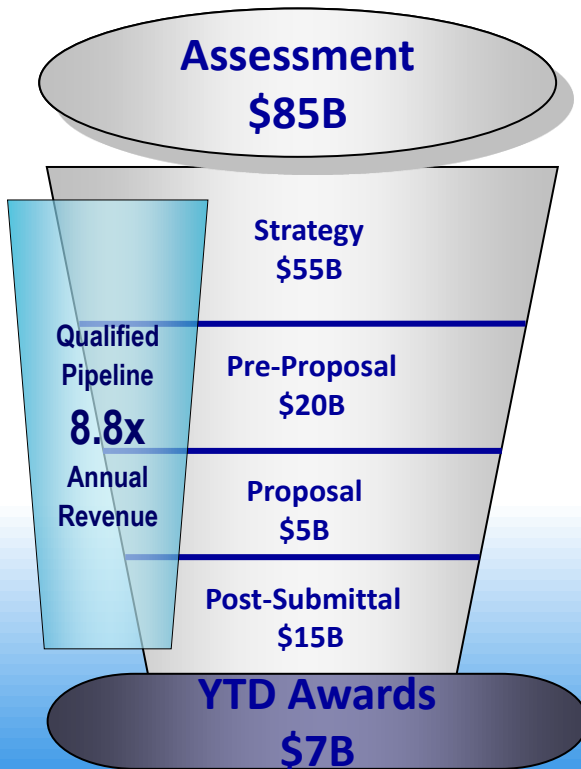 Assessment
$85B
Strategy
$55B
Qualified
Pipeline
8.8x
Annual
Revenue
Pre-Proposal
$20B
Proposal
$5B
Post-Submittal
$15B
YTD Awards
$7B